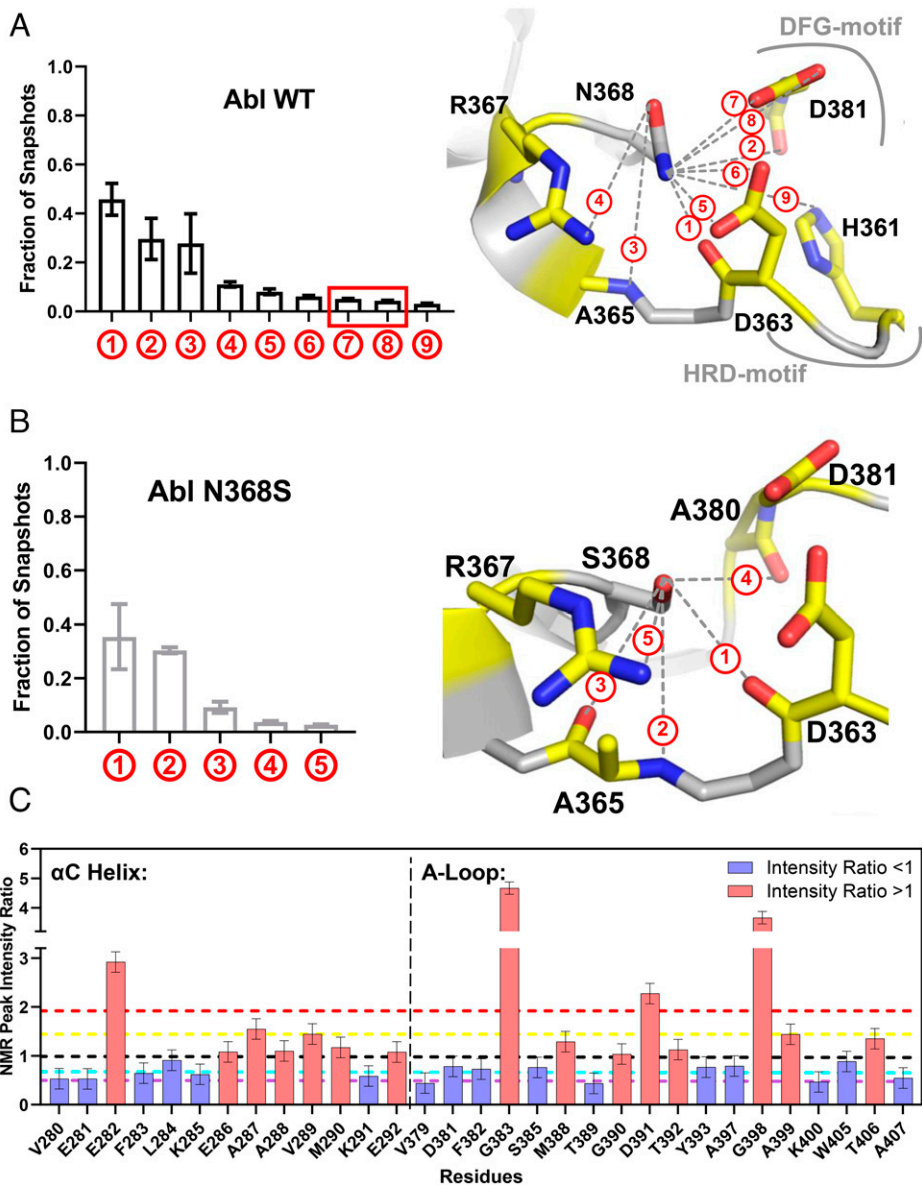 A
Abl WT
Fraction of Snapshots
1.0
0.8
0.6
0.4
0.2
0.0
1 2 3 4 5 6 7 8 9
DFG-motif
N368
R367
D381
7
8
2
6
4
5
9
3
1
H361
A365
D363
HRD-motif
B
Abl N368S
Fraction of Snapshots
1.0
0.8
0.6
0.4
0.2
0.0
1 2 3 4 5
D381
A380
S368
R367
4
5
1
3
2
D363
A365
C
αC Helix:
A-Loop:
Intensity Ratio <1
Intensity Ratio >1
NMR Peak Intensity Ratio
6
5
4
3
2
1
0
V280 E281 E282 F283 L284 K285 E286 A287 A288 V289 M290 K291 E292 V379 D381 F382 G383 S385 M388 T389 G390 D391 T392 Y393 A397 G398 A399 K400 W405 T406 A407
Residues